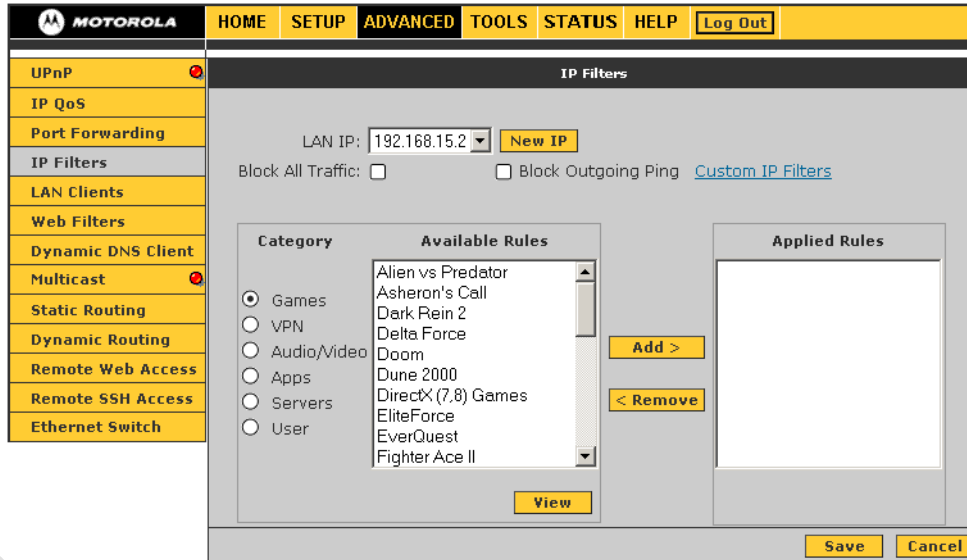 MOTOROLA HOME SETUP ADVANCED TOOLS STATUS HELP Log Out
UPnP
IP QoS
Port Forwarding
IP Filters
LAN Clients
Web Filters
Dynamic DNS Client
Multicast
Static Routing
Dynamic Routing
Remote Web Access
Remote SSH Access
Ethernet Switch
IP Filters
LAN IP: 192.168.15.2 New IP
Block All Traffic: Block Outgoing Ping Custom IP Filters
Category
Games
VPN
Audio/Video
Apps
Servers
User
Available Rules
Alien vs Predator
Asheron's Call
Dark Rein 2
Delta Force
Doom
Dune 2000
DirectX (7,8) Games
EliteForce
EverQuest
Fighter Ace II
View
Add >
< Remove
Applied Rules
Save Cancel